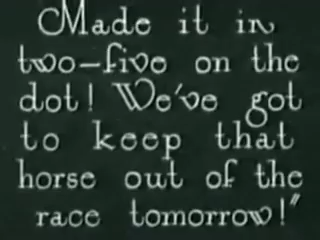 Made it in
two-five on the
dot! We've got
to keep that
horse out of the
race tomorrow!"